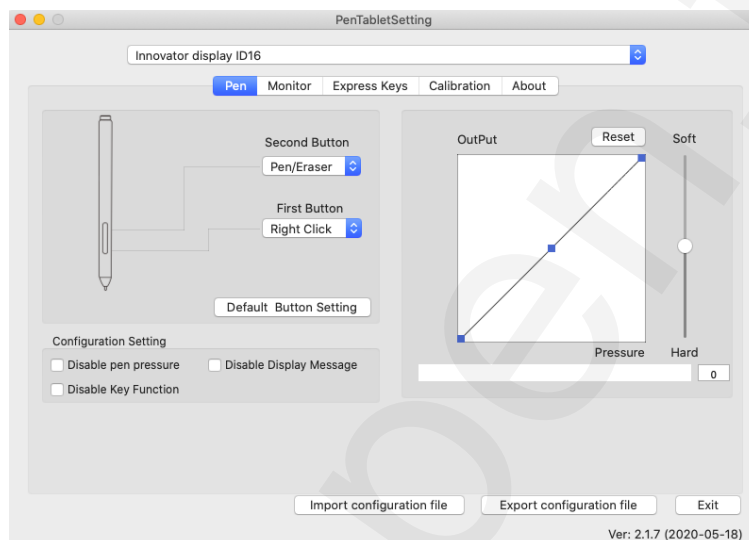 PenTabletSetting
Innovator display ID16
Pen Monitor Express Keys Calibration About
Second Button
Pen/Eraser
First Button
Right Click
Default Button Setting
Configuration Setting
Disable pen pressure Disable Display Message
Disable Key Function
OutPut Reset Soft
Pressure Hard
0
Import configuration file Export configuration file Exit
Ver: 2.1.7 (2020-05-18)